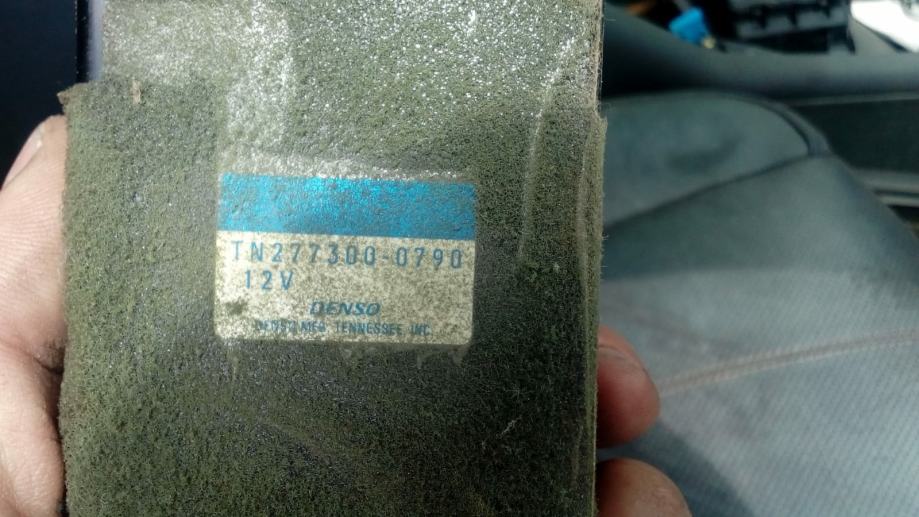 TN277300-0790
12V
DENSO
DENSO MFG. TENNESSEE, INC.